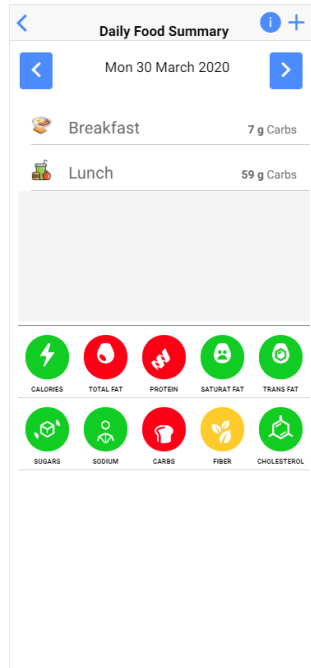 Daily Food Summary
Mon 30 March 2020
Breakfast 7 g Carbs
Lunch 59 g Carbs
CALORIES TOTAL FAT PROTEIN SATURAT FAT TRANS FAT
SUGARS SODIUM CARBS FIBER CHOLESTEROL